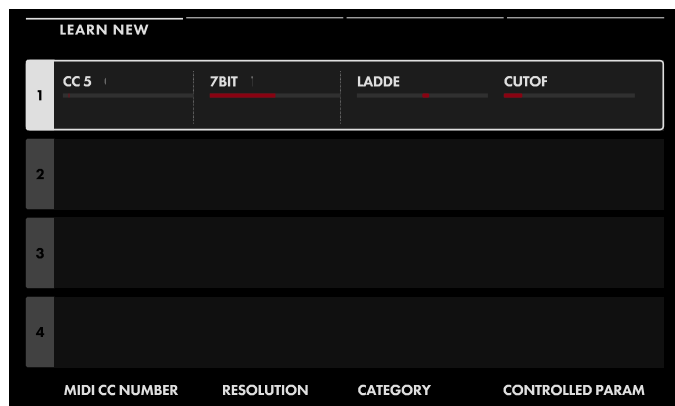 LEARN NEW
1 CC 5 7BIT LADDE CUTOF
2
3
4
MIDI CC NUMBER RESOLUTION CATEGORY CONTROLLED PARAM